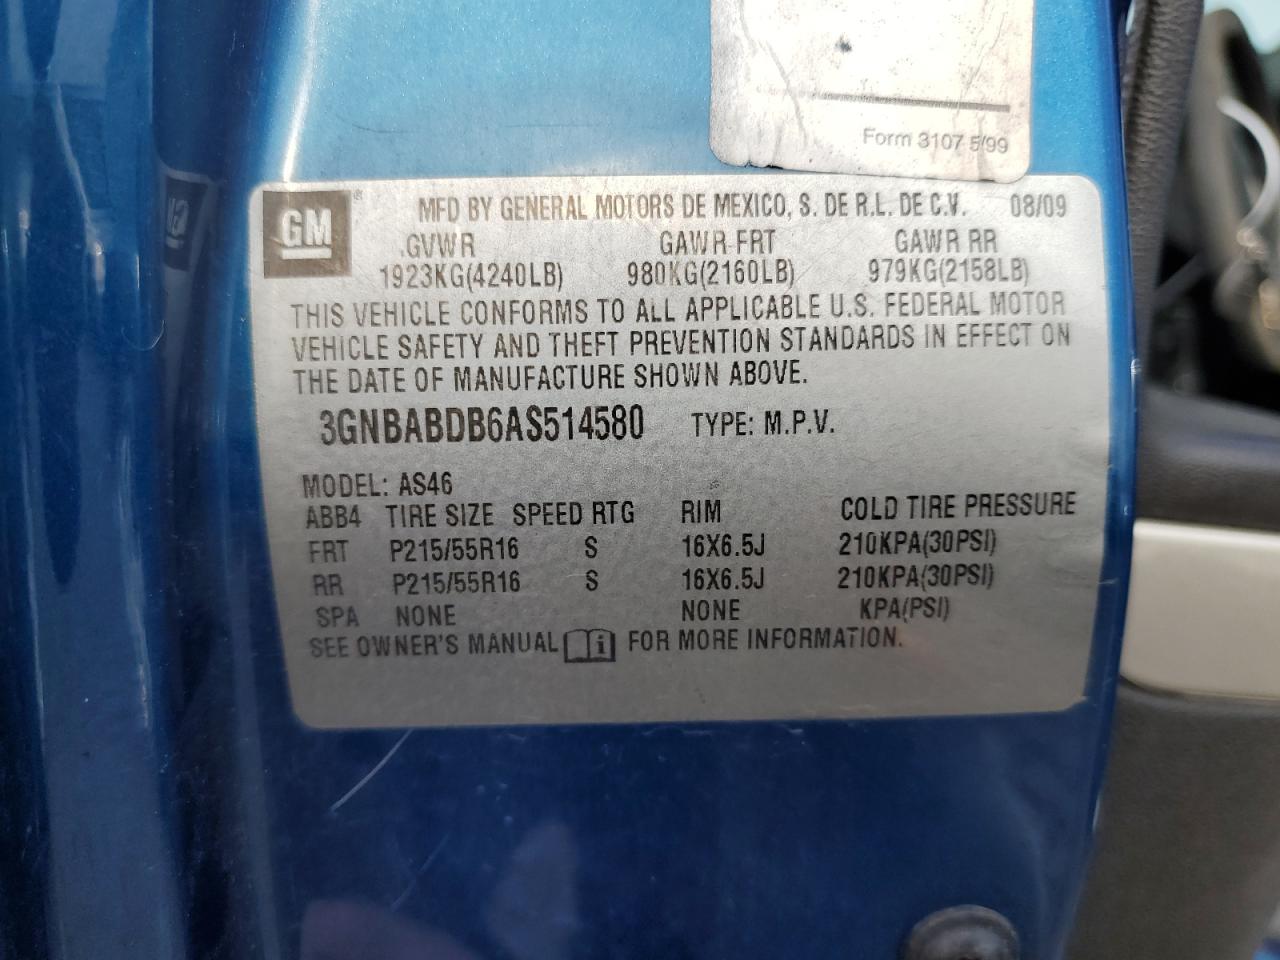 Form 3107 5/99
GM ® MFD BY GENERAL MOTORS DE MEXICO, S. DE R.L. DE C.V. 08/09
GVWR GAWR FRT GAWR RR
1923KG(4240LB) 980KG(2160LB) 979KG(2158LB)
THIS VEHICLE CONFORMS TO ALL APPLICABLE U.S. FEDERAL MOTOR
VEHICLE SAFETY AND THEFT PREVENTION STANDARDS IN EFFECT ON
THE DATE OF MANUFACTURE SHOWN ABOVE.
3GNBABDB6AS514580 TYPE: M.P.V.
MODEL: AS46
ABB4 TIRE SIZE SPEED RTG RIM COLD TIRE PRESSURE
FRT P215/55R16 S 16X6.5J 210KPA(30PSI)
RR P215/55R16 S 16X6.5J 210KPA(30PSI)
SPA NONE NONE KPA(PSI)
SEE OWNER'S MANUAL i FOR MORE INFORMATION.